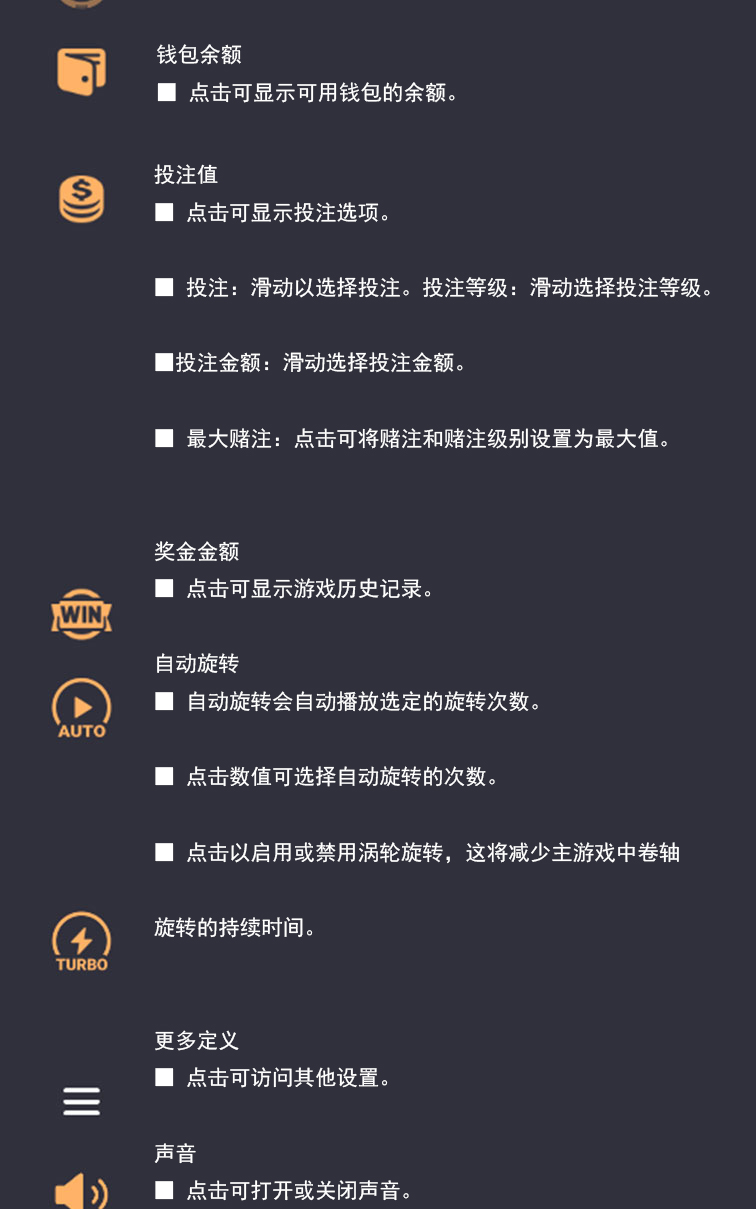 钱包余额
■ 点击可显示可用钱包的余额。
投注值
■ 点击可显示投注选项。
■ 投注：滑动以选择投注。投注等级：滑动选择投注等级。
■投注金额：滑动选择投注金额。
■ 最大赌注：点击可将赌注和赌注级别设置为最大值。
奖金金额
■ 点击可显示游戏历史记录。
WIN
自动旋转
■ 自动旋转会自动播放选定的旋转次数。
AUTO
■ 点击数值可选择自动旋转的次数。
■ 点击以启用或禁用涡轮旋转，这将减少主游戏中卷轴
旋转的持续时间。
TURBO
更多定义
■ 点击可访问其他设置。
声音
■ 点击可打开或关闭声音。